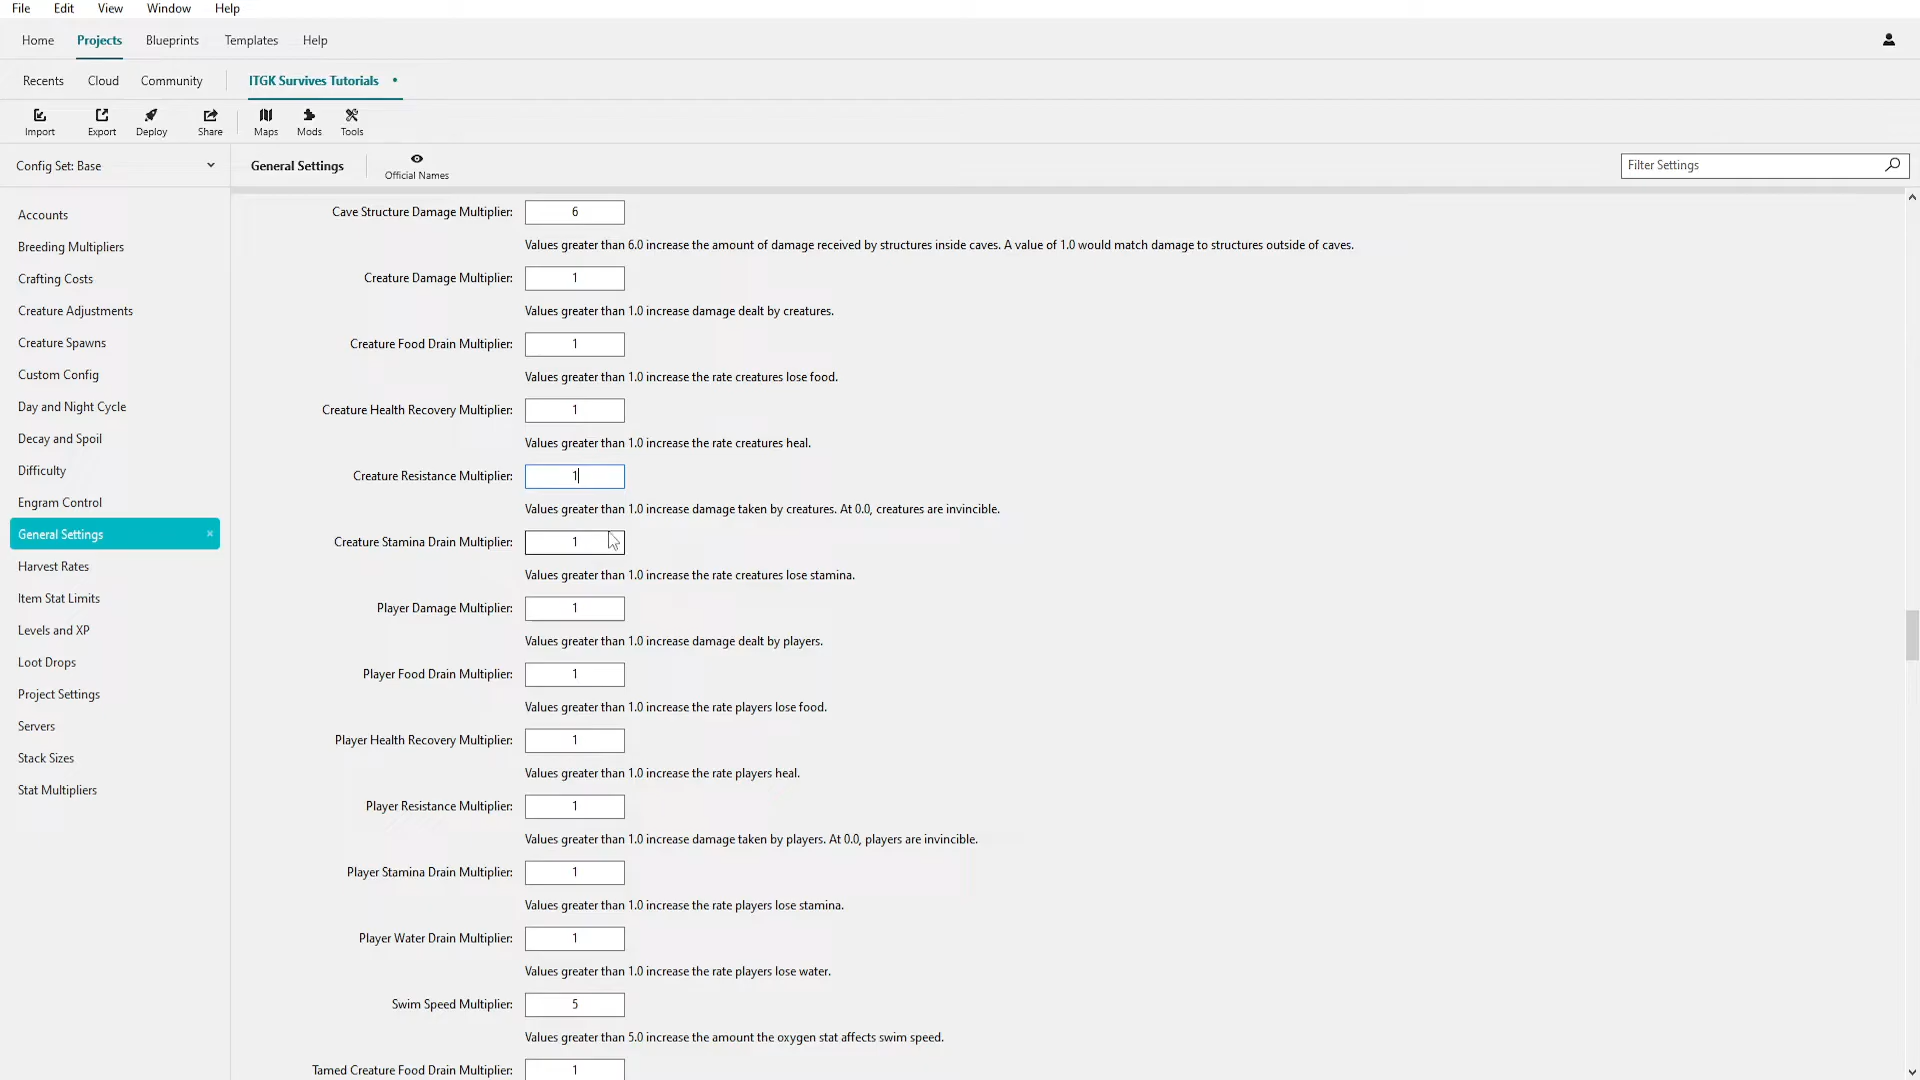 File Edit View Window Help
Home Projects Blueprints Templates Help
Recents Cloud Community ITGK Survives Tutorials •
Import Export Deploy Share Maps Mods Tools
Config Set: Base General Settings Official Names Filter Settings
Accounts
Breeding Multipliers
Crafting Costs
Creature Adjustments
Creature Spawns
Custom Config
Day and Night Cycle
Decay and Spoil
Difficulty
Engram Control
General Settings ×
Harvest Rates
Item Stat Limits
Levels and XP
Loot Drops
Project Settings
Servers
Stack Sizes
Stat Multipliers
Cave Structure Damage Multiplier: 6
Values greater than 6.0 increase the amount of damage received by structures inside caves. A value of 1.0 would match damage to structures outside of caves.
Creature Damage Multiplier: 1
Values greater than 1.0 increase damage dealt by creatures.
Creature Food Drain Multiplier: 1
Values greater than 1.0 increase the rate creatures lose food.
Creature Health Recovery Multiplier: 1
Values greater than 1.0 increase the rate creatures heal.
Creature Resistance Multiplier: 1
Values greater than 1.0 increase damage taken by creatures. At 0.0, creatures are invincible.
Creature Stamina Drain Multiplier: 1
Values greater than 1.0 increase the rate creatures lose stamina.
Player Damage Multiplier: 1
Values greater than 1.0 increase damage dealt by players.
Player Food Drain Multiplier: 1
Values greater than 1.0 increase the rate players lose food.
Player Health Recovery Multiplier: 1
Values greater than 1.0 increase the rate players heal.
Player Resistance Multiplier: 1
Values greater than 1.0 increase damage taken by players. At 0.0, players are invincible.
Player Stamina Drain Multiplier: 1
Values greater than 1.0 increase the rate players lose stamina.
Player Water Drain Multiplier: 1
Values greater than 1.0 increase the rate players lose water.
Swim Speed Multiplier: 5
Values greater than 5.0 increase the amount the oxygen stat affects swim speed.
Tamed Creature Food Drain Multiplier: 1